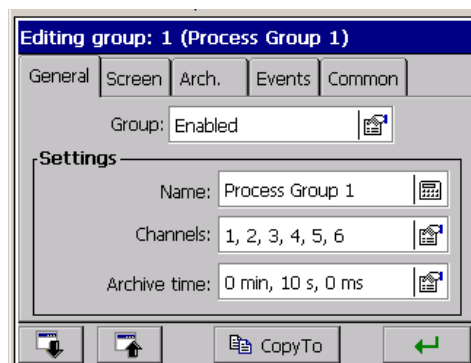 Editing group: 1 (Process Group 1)
General Screen Arch. Events Common
Group: Enabled
Settings
Name: Process Group 1
Channels: 1, 2, 3, 4, 5, 6
Archive time: 0 min, 10 s, 0 ms
CopyTo